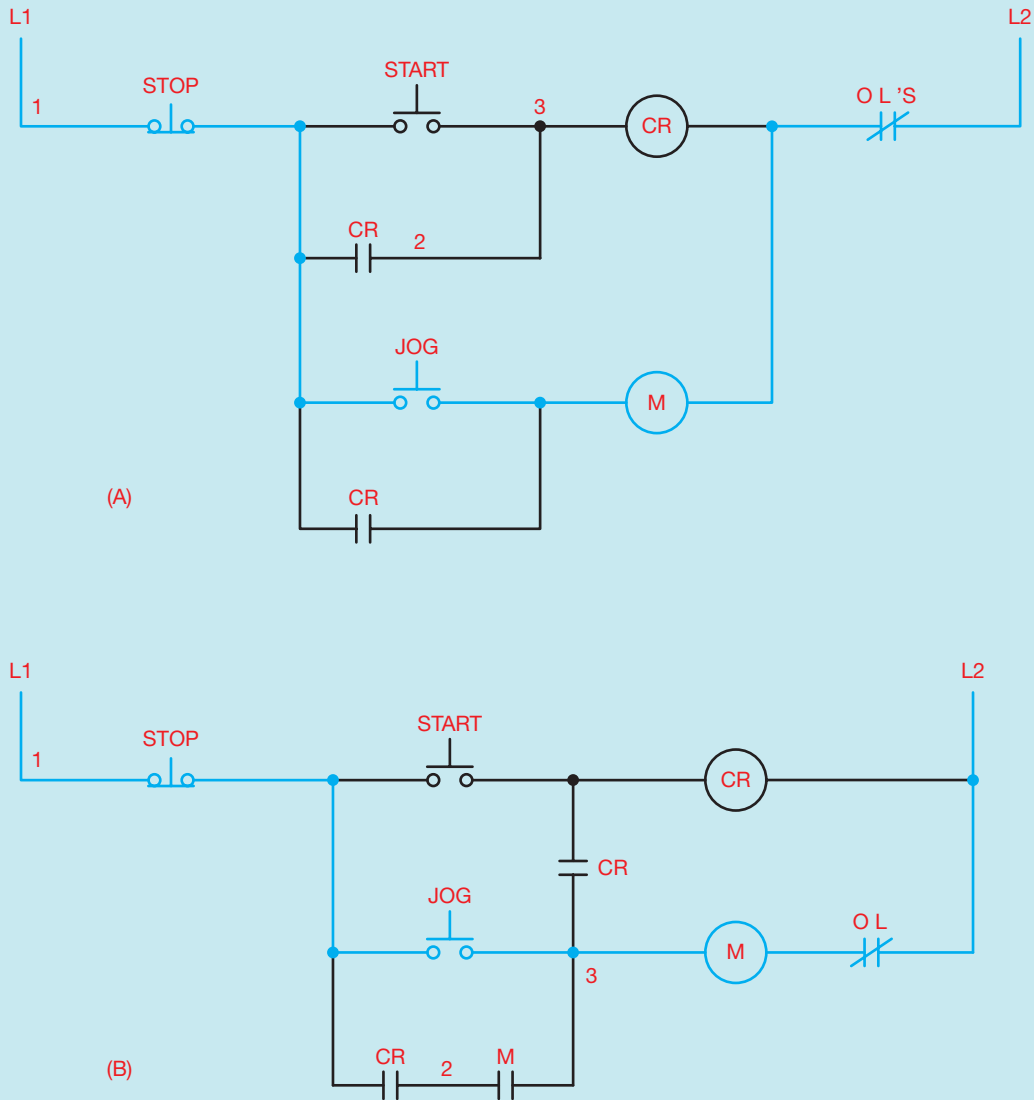 L1 L2
START
STOP O L 'S
1 3
CR
CR 2
JOG
M
(A) CR
L1 L2
START
STOP
1 CR
CR
JOG O L
M
3
CR 2 M
(B)